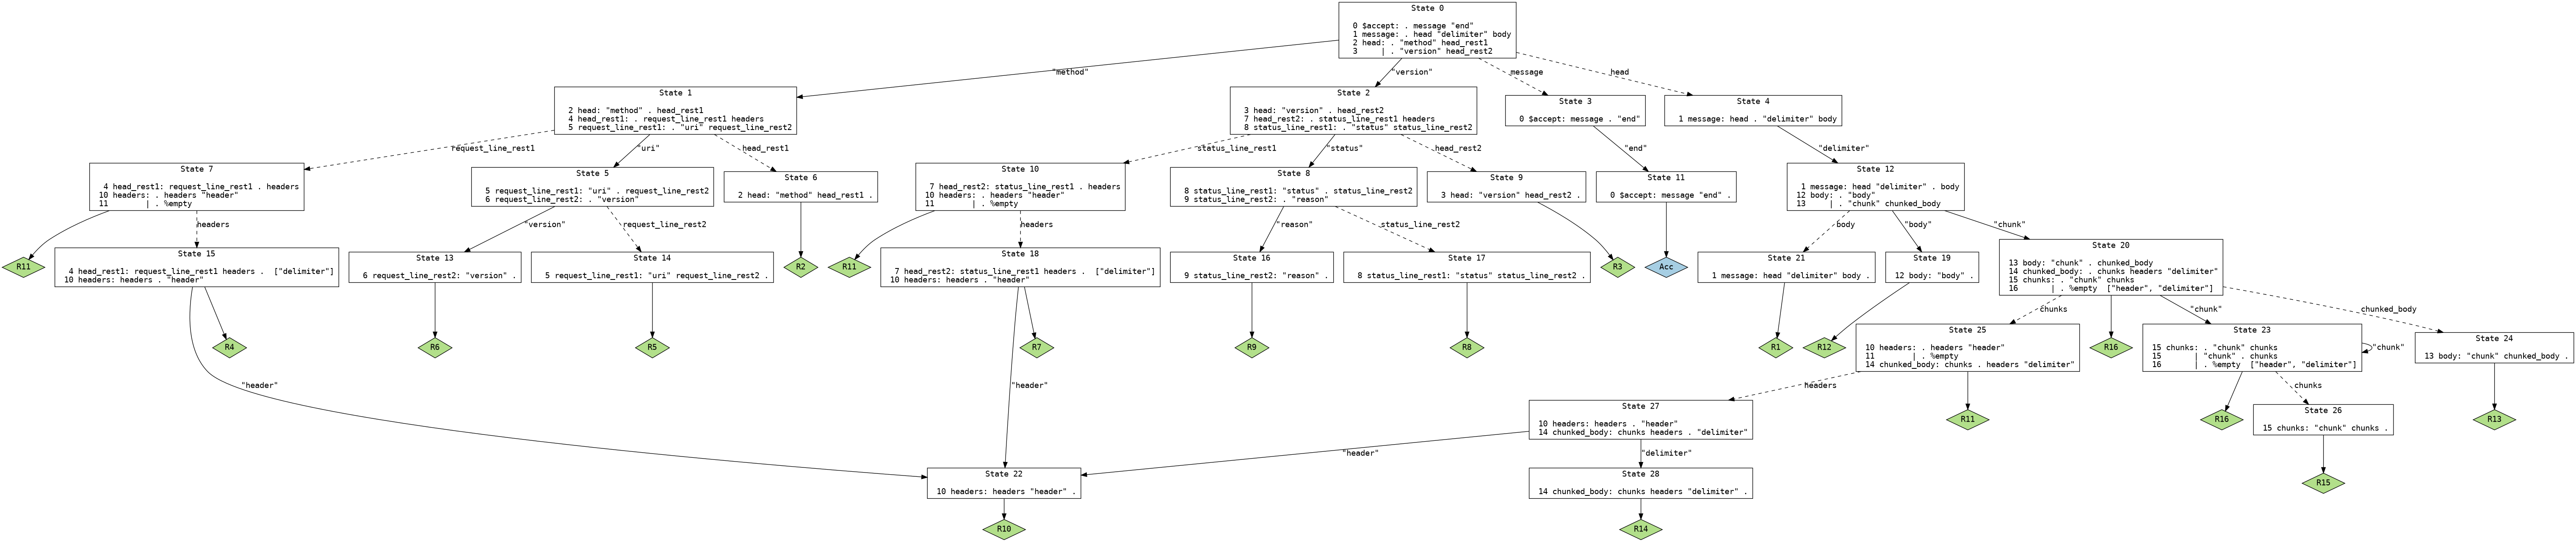 State 0
0 $accept: . message "end"
1 message: . head "delimiter" body
2 head: . "method" head_rest1
3     | . "version" head_rest2
"method"
"version"
message
head
State 1
2 head: "method" . head_rest1
4 head_rest1: . request_line_rest1 headers
5 request_line_rest1: . "uri" request_line_rest2
State 2
3 head: "version" . head_rest2
7 head_rest2: . status_line_rest1 headers
8 status_line_rest1: . "status" status_line_rest2
State 3
0 $accept: message . "end"
State 4
1 message: head . "delimiter" body
request_line_rest1
"uri"
head_rest1
status_line_rest1
"status"
head_rest2
"end"
"delimiter"
State 7
4 head_rest1: request_line_rest1 . headers
10 headers: . headers "header"
11        | . %empty
State 5
5 request_line_rest1: "uri" . request_line_rest2
6 request_line_rest2: . "version"
State 6
2 head: "method" head_rest1 .
State 10
7 head_rest2: status_line_rest1 . headers
10 headers: . headers "header"
11        | . %empty
State 8
8 status_line_rest1: "status" . status_line_rest2
9 status_line_rest2: . "reason"
State 9
3 head: "version" head_rest2 .
State 11
0 $accept: message "end" .
State 12
1 message: head "delimiter" . body
12 body: . "body"
13     | . "chunk" chunked_body
headers
"version"
request_line_rest2
headers
"reason"
status_line_rest2
body
"body"
"chunk"
R11
State 15
4 head_rest1: request_line_rest1 headers .  ["delimiter"]
10 headers: headers . "header"
State 13
6 request_line_rest2: "version" .
State 14
5 request_line_rest1: "uri" request_line_rest2 .
R2
R11
State 18
7 head_rest2: status_line_rest1 headers .  ["delimiter"]
10 headers: headers . "header"
State 16
9 status_line_rest2: "reason" .
State 17
8 status_line_rest1: "status" status_line_rest2 .
R3
Acc
State 21
1 message: head "delimiter" body .
State 19
12 body: "body" .
State 20
13 body: "chunk" . chunked_body
14 chunked_body: . chunks headers "delimiter"
15 chunks: . "chunk" chunks
16       | . %empty  ["header", "delimiter"]
chunks
"chunk"
chunked_body
R4
R6
R5
R7
R9
R8
R1
R12
State 25
10 headers: . headers "header"
11        | . %empty
14 chunked_body: chunks . headers "delimiter"
R16
State 23
15 chunks: . "chunk" chunks
15       | "chunk" . chunks
16       | . %empty  ["header", "delimiter"]
"chunk"
State 24
13 body: "chunk" chunked_body .
"header"
"header"
headers
chunks
State 27
10 headers: headers . "header"
14 chunked_body: chunks headers . "delimiter"
R11
R16
State 26
15 chunks: "chunk" chunks .
R13
"header"
"delimiter"
State 22
10 headers: headers "header" .
State 28
14 chunked_body: chunks headers "delimiter" .
R15
R10
R14